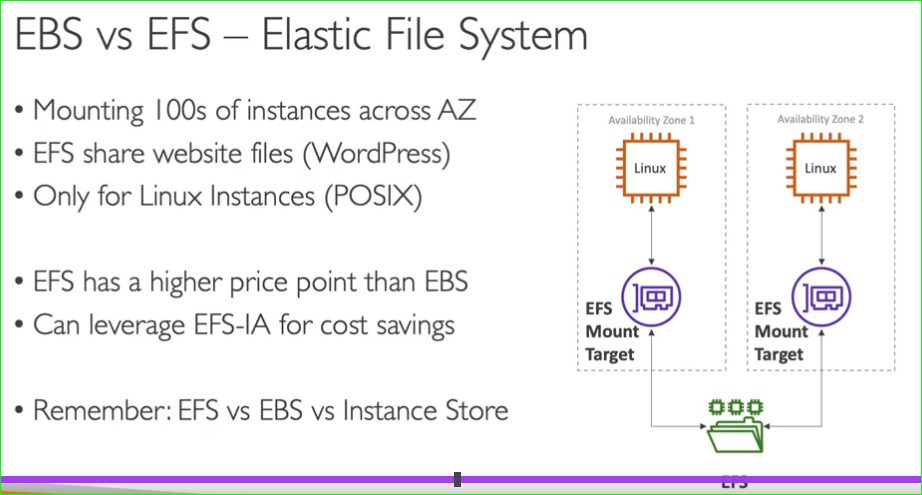 EBS vs EFS – Elastic File System
• Mounting 100s of instances across AZ
• EFS share website files (WordPress)
• Only for Linux Instances (POSIX)
• EFS has a higher price point than EBS
• Can leverage EFS-IA for cost savings
• Remember: EFS vs EBS vs Instance Store
Availability Zone 1
Linux
EFS
Mount
Target
Availability Zone 2
Linux
EFS
Mount
Target
EFS